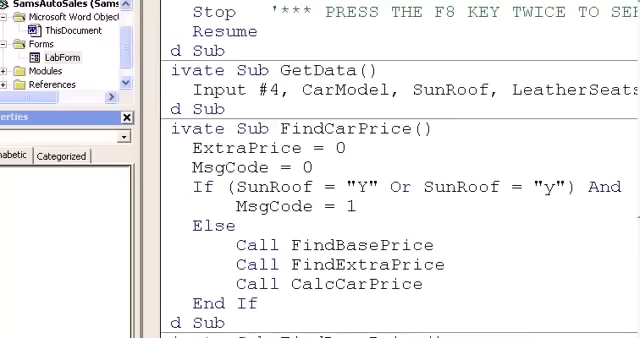 SamsAutoSales (Sams
Microsoft Word Object
ThisDocument
Forms
LabForm
Modules
References
erties
abetic
Categorized
Stop '*** PRESS THE F8 KEY TWICE TO SE
Resume
d Sub
ivate Sub GetData()
Input #4, CarModel, SunRoof, LeatherSeats
d Sub
ivate Sub FindCarPrice()
ExtraPrice = 0
MsgCode = 0
If (SunRoof = "Y" Or SunRoof = "y") And
MsgCode = 1
Else
Call FindBasePrice
Call FindExtraPrice
Call CalcCarPrice
End If
d Sub